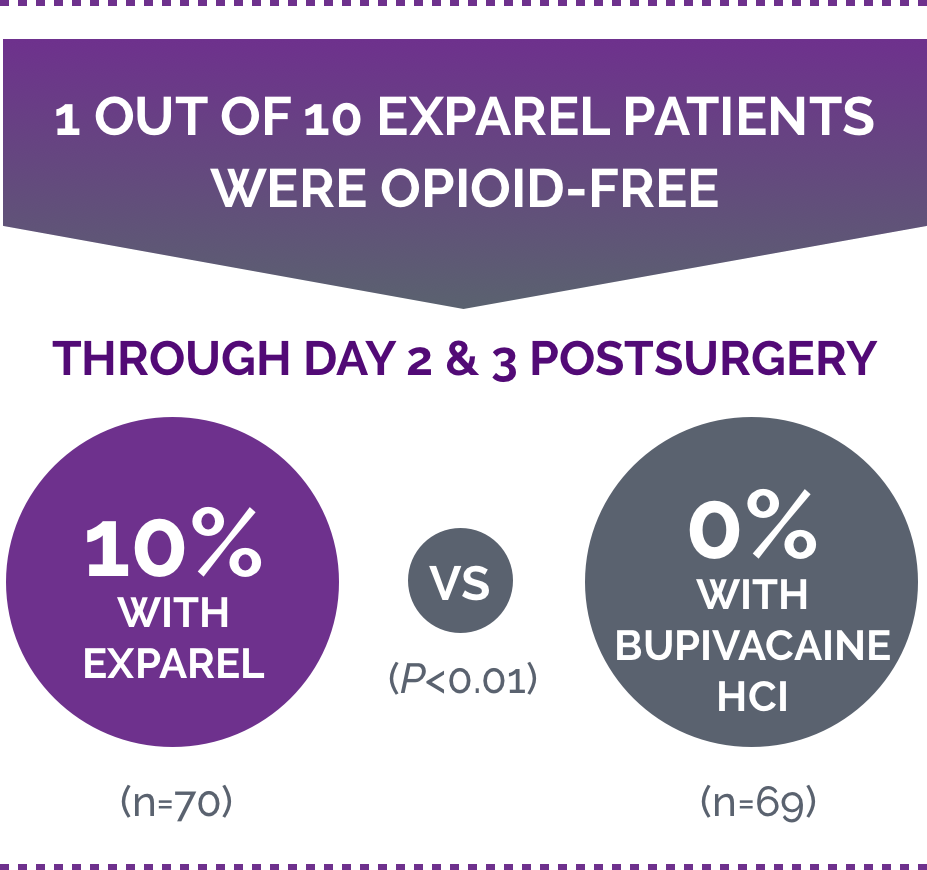 1 OUT OF 10 EXPAREL PATIENTS
WERE OPIOID-FREE
THROUGH DAY 2 & 3 POSTSURGERY
10%
WITH
EXPAREL
VS
(P<0.01)
0%
WITH
BUPIVACAINE
HCl
(n=70)
(n=69)